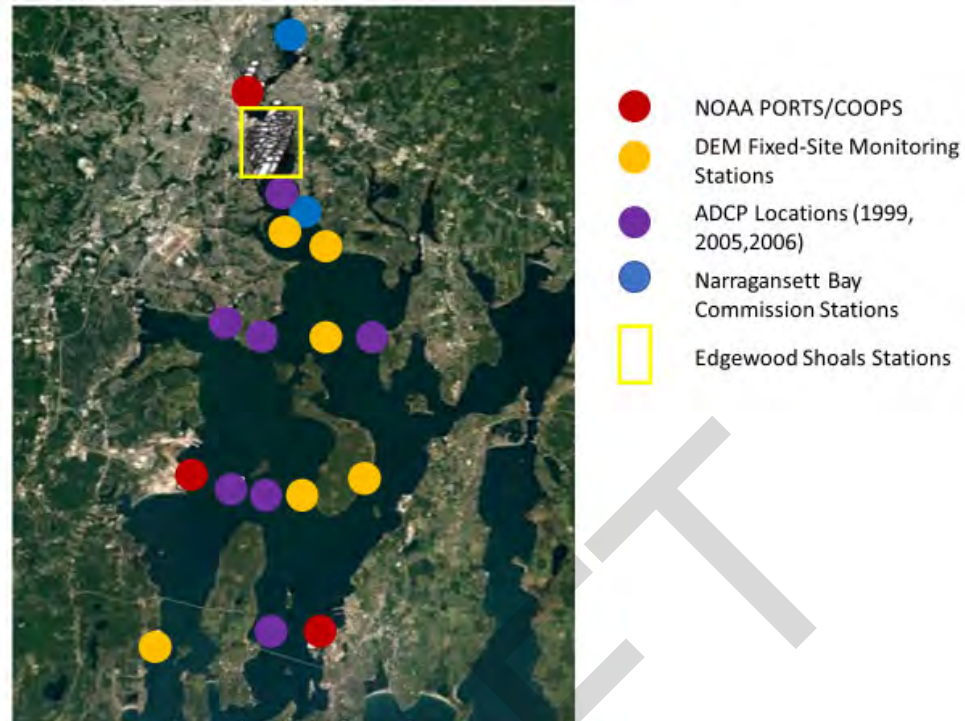 NOAA PORTS/COOPS
DEM Fixed-Site Monitoring
Stations
ADCP Locations (1999,
2005,2006)
Narragansett Bay
Commission Stations
Edgewood Shoals Stations